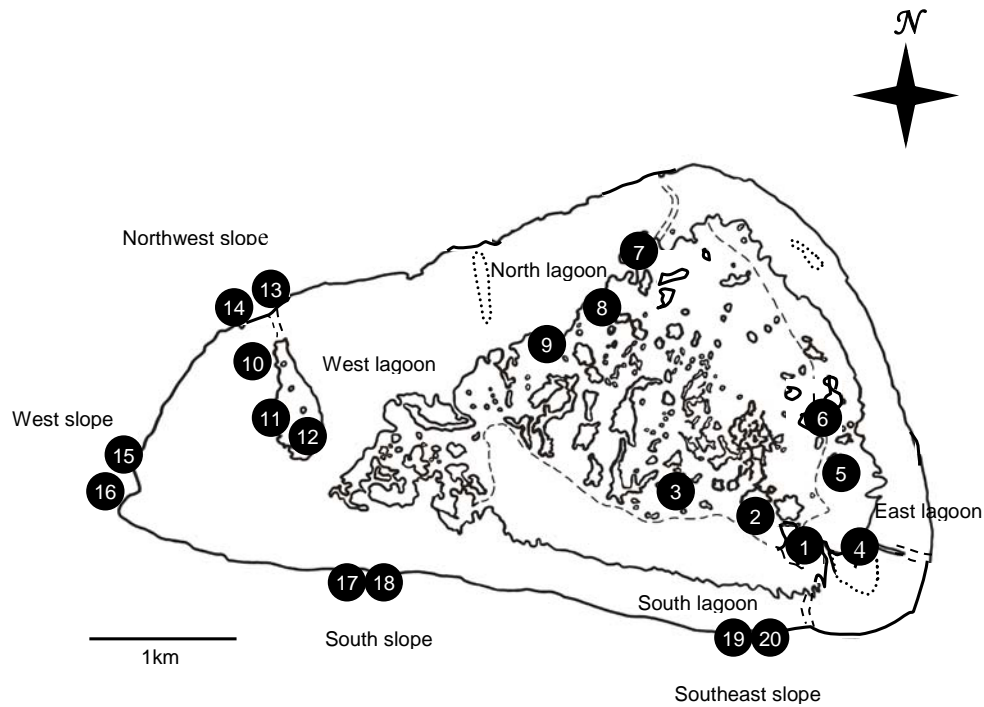 N
Northwest slope
7
North lagoon
13
14
8
9
10
West lagoon
West slope
11
12
6
15
5
16
3
2
East lagoon
1
4
17
18
South lagoon
South slope
19
20
1km
Southeast slope